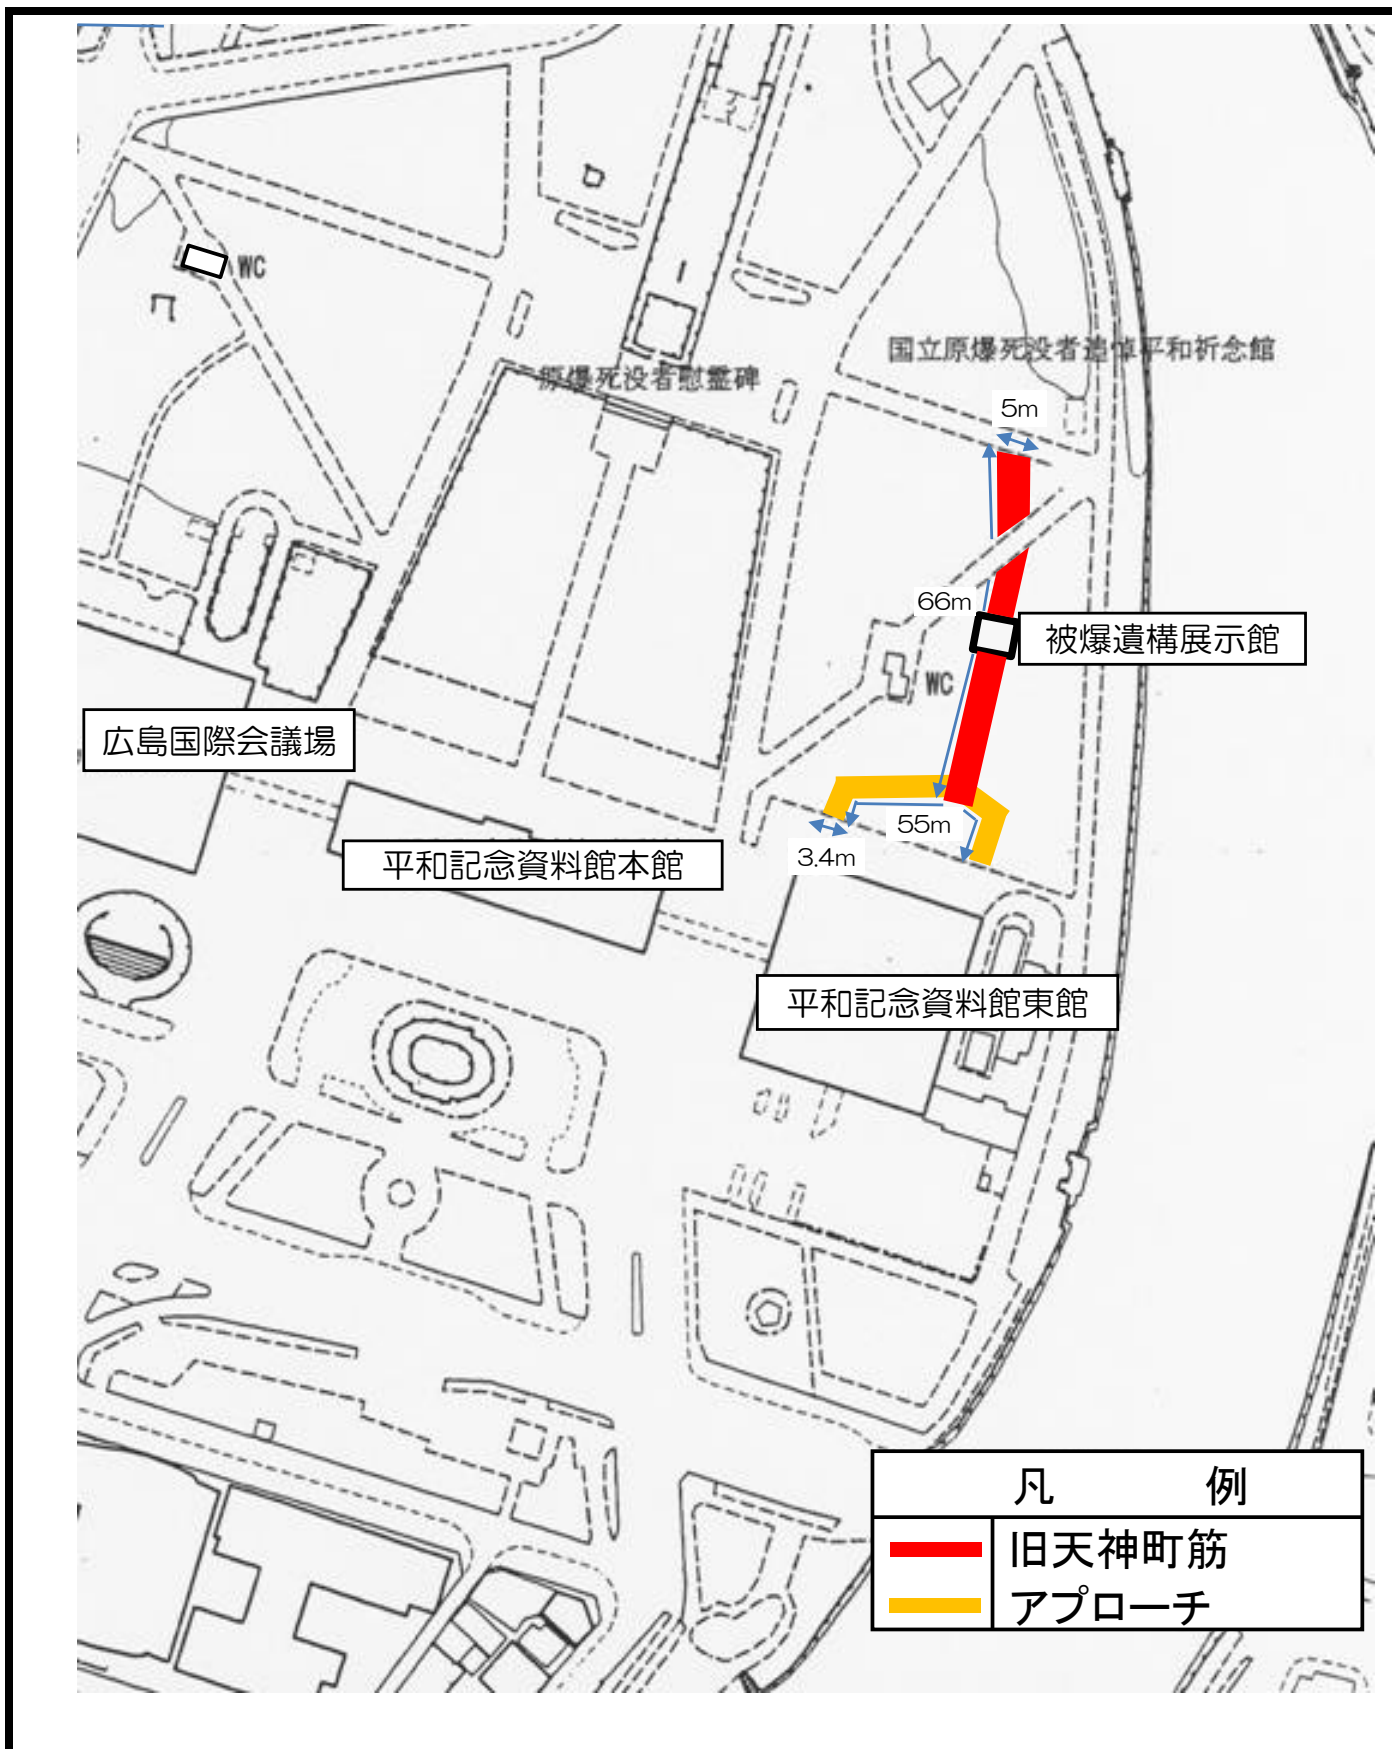 WC
国立原爆死没者追悼平和祈念館
原爆死没者慰霊碑
5m
66m
被爆遺構展示館
WC
広島国際会議場
55m
3.4m
平和記念資料館本館
平和記念資料館東館
凡 例
旧天神町筋
アプローチ